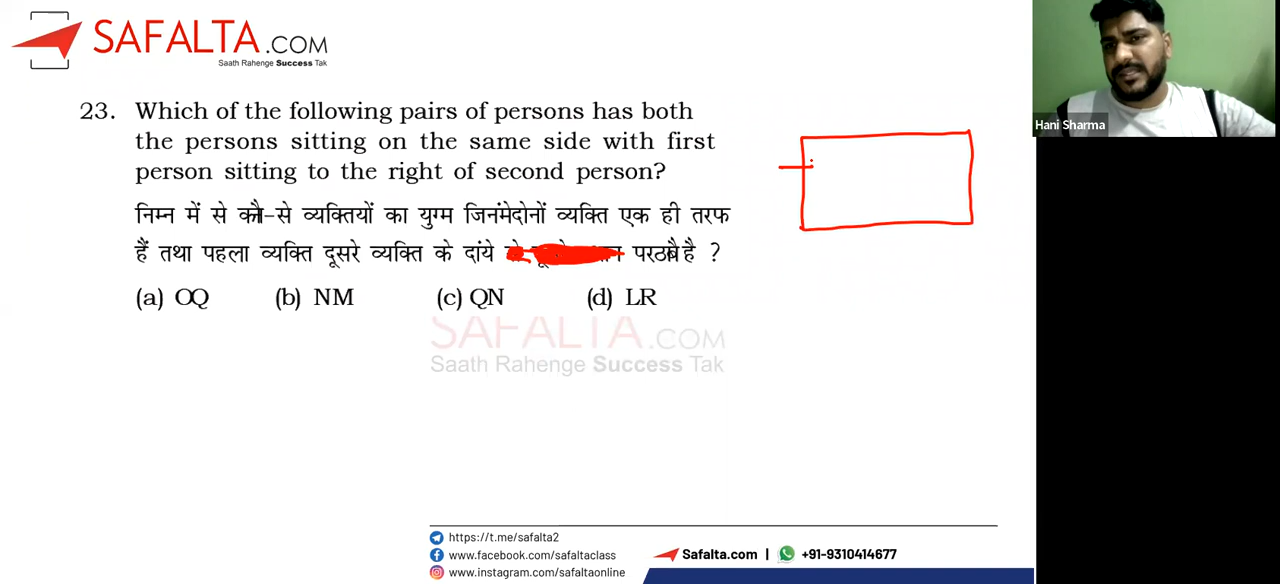 SAFALTA.COM
Saath Rahenge Success Tak
Hani Sharma
23. Which of the following pairs of persons has both
the persons sitting on the same side with first
person sitting to the right of second person?
निम्न में से कौन-से व्यक्तियों का युग्म जिनमें दोनों व्यक्ति एक ही तरफ
हैं तथा पहला व्यक्ति दूसरे व्यक्ति के दांये पर बैठा है ?
(a) OQ (b) NM (c) QN (d) LR
SAFALTA.COM
Saath Rahenge Success Tak
https://t.me/safalta2
www.facebook.com/safaltaclass
www.instagram.com/safaltaonline
Safalta.com | +91-9310414677